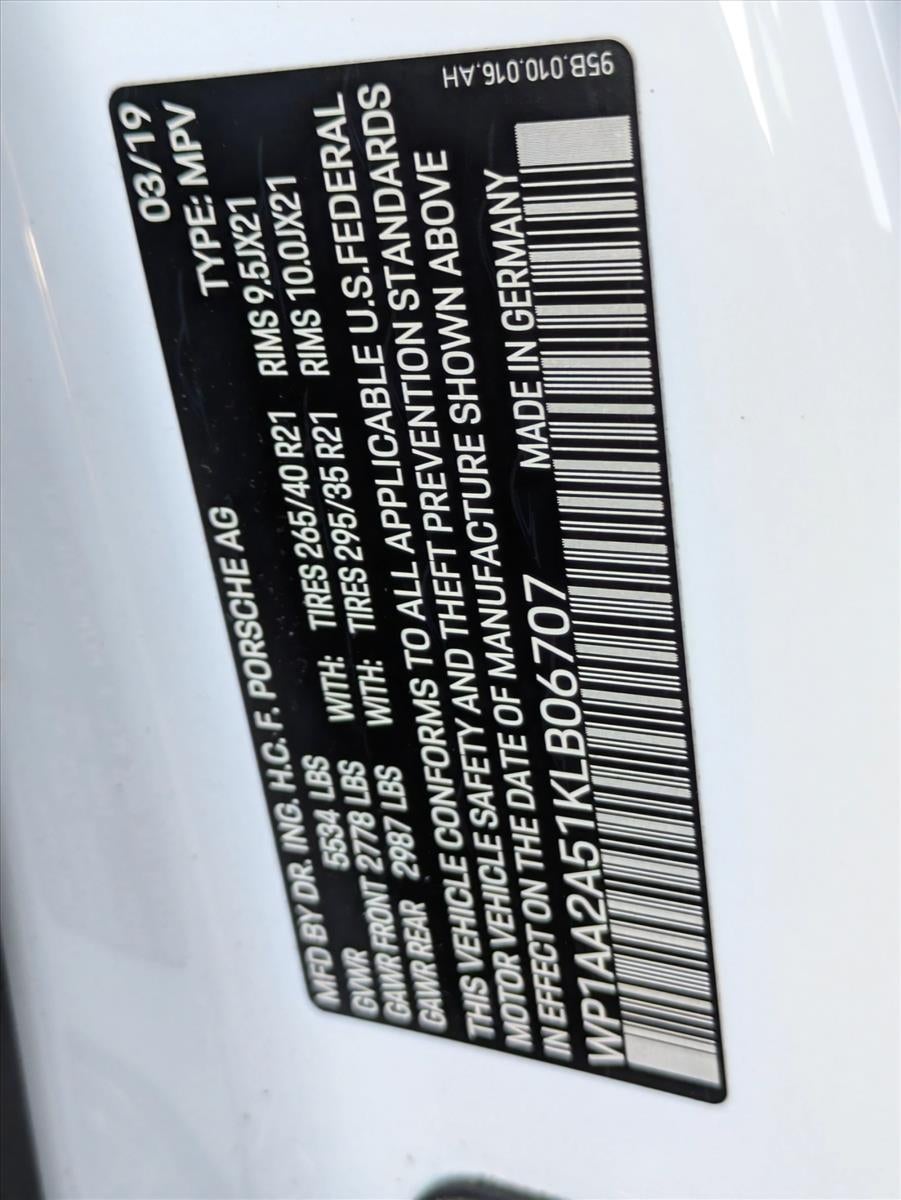 MFD BY DR. ING. H.C. F. PORSCHE AG 03/19
GVWR 5534 LBS TYPE: MPV
GAWR FRONT 2778 LBS WITH: TIRES 265/40 R21 RIMS 9.5JX21
GAWR REAR 2987 LBS WITH: TIRES 295/35 R21 RIMS 10.0JX21
THIS VEHICLE CONFORMS TO ALL APPLICABLE U.S.FEDERAL
MOTOR VEHICLE SAFETY AND THEFT PREVENTION STANDARDS
IN EFFECT ON THE DATE OF MANUFACTURE SHOWN ABOVE
WP1AA2A51KLB06707 MADE IN GERMANY
95B.010.016.AH